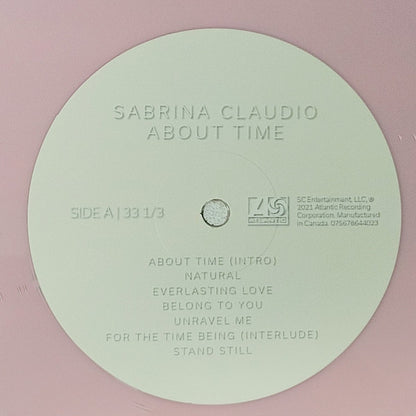 SABRINA CLAUDIO
ABOUT TIME
SIDE A | 33 1/3
ATLANTIC
SC Entertainment, LLC, ℗
2021 Atlantic Recording
Corporation. Manufactured
in Canada. 075678644023
ABOUT TIME (INTRO)
NATURAL
EVERLASTING LOVE
BELONG TO YOU
UNRAVEL ME
FOR THE TIME BEING (INTERLUDE)
STAND STILL